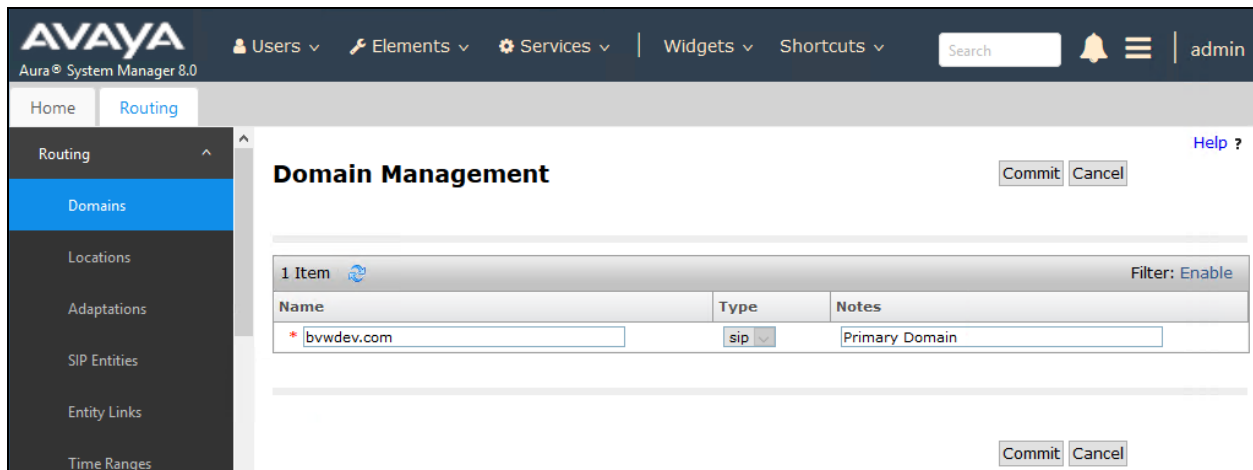 AVAYA
Aura® System Manager 8.0
Users Elements Services Widgets Shortcuts Search admin
Home Routing
Help ?
Routing
Domain Management
Commit Cancel
Domains
Locations
1 Item Filter: Enable
Name Type Notes
Adaptations
* bvwdev.com sip Primary Domain
SIP Entities
Entity Links
Commit Cancel
Time Ranges